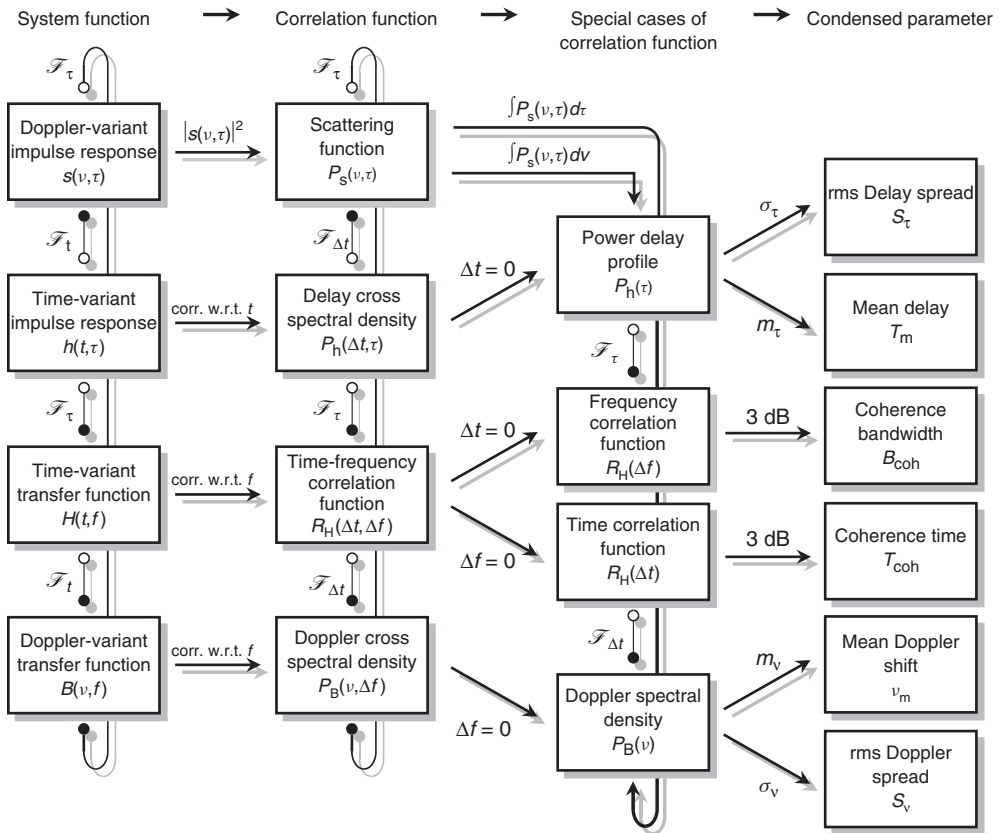 System function
Correlation function
Special cases of
correlation function
Condensed parameter
ℱτ
Doppler-variant
impulse response
s(ν,τ)
|s(ν,τ)|²
ℱτ
Scattering
function
Ps(ν,τ)
∫Ps(ν,τ)dτ
∫Ps(ν,τ)dv
ℱt
ℱΔt
Time-variant
impulse response
h(t,τ)
corr. w.r.t. t
Delay cross
spectral density
Ph(Δt,τ)
Δt = 0
Power delay
profile
Ph(τ)
στ
rms Delay spread
Sτ
mτ
Mean delay
Tm
ℱτ
ℱτ
ℱτ
Time-variant
transfer function
H(t,f)
corr. w.r.t. f
Time-frequency
correlation
function
RH(Δt,Δf)
Δt = 0
Frequency
correlation
function
RH(Δf)
3 dB
Coherence
bandwidth
Bcoh
Δf = 0
Time correlation
function
RH(Δt)
3 dB
Coherence time
Tcoh
ℱt
ℱΔt
ℱΔt
Doppler-variant
transfer function
B(ν,f)
corr. w.r.t. f
Doppler cross
spectral density
PB(ν,Δf)
Δf = 0
Doppler spectral
density
PB(ν)
mν
Mean Doppler
shift
νm
σν
rms Doppler
spread
Sν